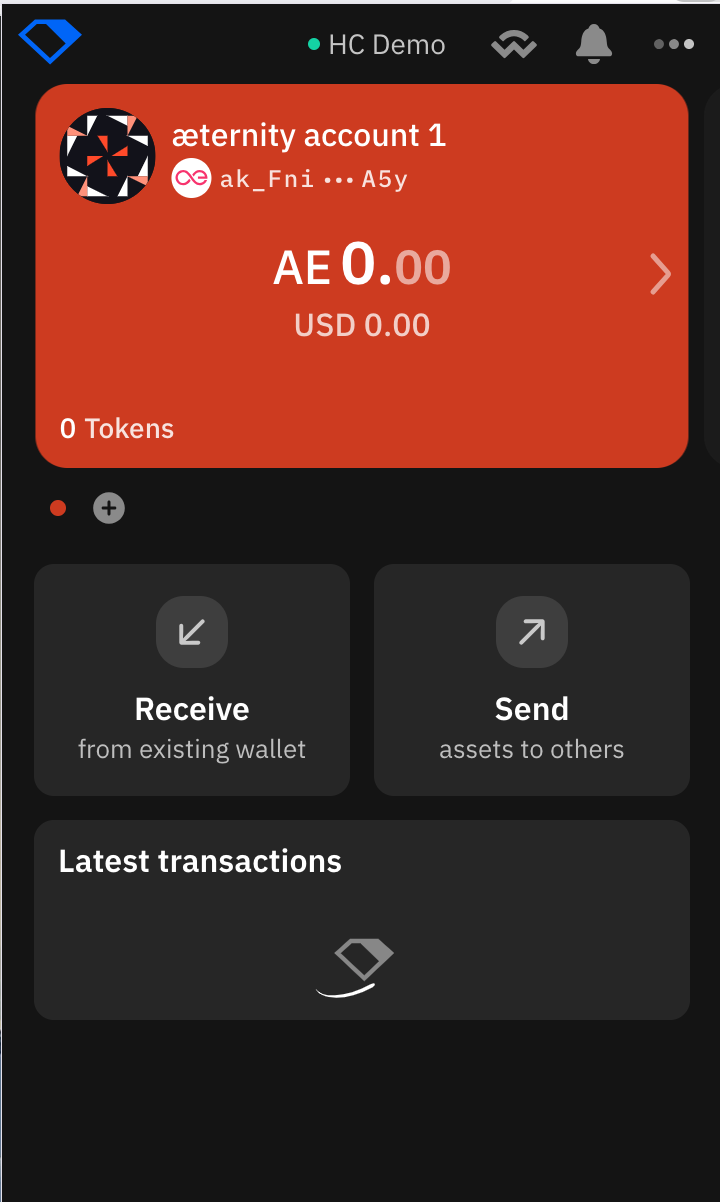 HC Demo
æternity account 1
ak_Fni ••• A5y
AE 0.00
USD 0.00
0 Tokens
Receive
from existing wallet
Send
assets to others
Latest transactions